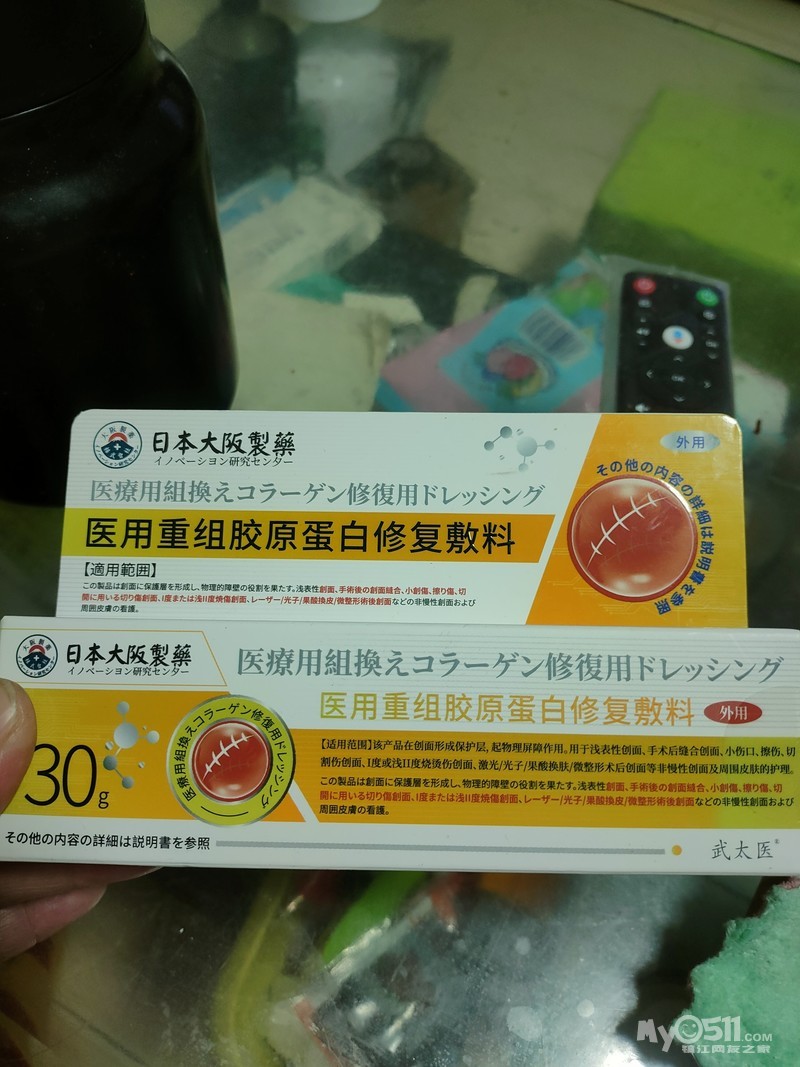 大阪製薬
日本大阪製藥
イノベーション研究センター
外用
医療用組換えコラーゲン修復用ドレッシング
医用重组胶原蛋白修复敷料
その他の内容の詳細は説明書を参照
【適用範囲】
この製品は創面に保護層を形成し、物理的障壁の役割を果たす。浅表性創面、手術後の創面縫合、小創傷、擦り傷、切
開に用いる切り傷創面、I度または浅II度焼傷創面、レーザー/光子/果酸換皮/微整形術後創面などの非慢性創面および
周囲皮膚の看護。
日本大阪製藥
イノベーション研究センター
医療用組換えコラーゲン修復用ドレッシング
医用重组胶原蛋白修复敷料
外用
30g
医療用組換えコラーゲン修復用ドレッシング
【适用范围】该产品在创面形成保护层, 起物理屏障作用。用于浅表性创面、手术后缝合创面、小伤口、擦伤、切
割伤创面、I度或浅II度烧烫伤创面、激光/光子/果酸换肤/微整形术后创面等非慢性创面及周围皮肤的护理。
この製品は創面に保護層を形成し、物理的障壁の役割を果たす。浅表性創面、手術後の創面縫合、小創傷、擦り傷、切
開に用いる切り傷創面、I度または浅II度焼傷創面、レーザー/光子/果酸換皮/微整形術後創面などの非慢性創面および
周囲皮膚の看護。
その他の内容の詳細は説明書を参照
武太医
My0511.COM
镇江网友之家